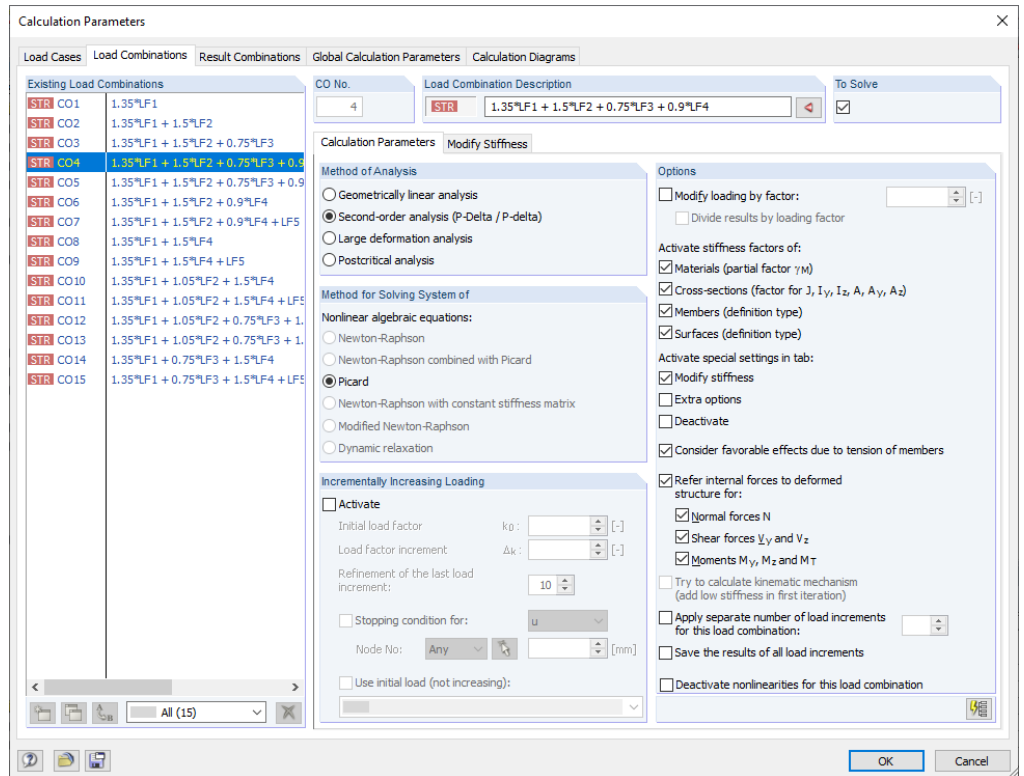 Calculation Parameters
Load Cases Load Combinations Result Combinations Global Calculation Parameters Calculation Diagrams
Existing Load Combinations
STR CO1 1.35*LF1
STR CO2 1.35*LF1 + 1.5*LF2
STR CO3 1.35*LF1 + 1.5*LF2 + 0.75*LF3
STR CO4 1.35*LF1 + 1.5*LF2 + 0.75*LF3 + 0.9
STR CO5 1.35*LF1 + 1.5*LF2 + 0.75*LF3 + 0.9
STR CO6 1.35*LF1 + 1.5*LF2 + 0.9*LF4
STR CO7 1.35*LF1 + 1.5*LF2 + 0.9*LF4 + LF5
STR CO8 1.35*LF1 + 1.5*LF4
STR CO9 1.35*LF1 + 1.5*LF4 + LF5
STR CO10 1.35*LF1 + 1.05*LF2 + 1.5*LF4
STR CO11 1.35*LF1 + 1.05*LF2 + 1.5*LF4 + LF5
STR CO12 1.35*LF1 + 1.05*LF2 + 0.75*LF3 + 1.
STR CO13 1.35*LF1 + 1.05*LF2 + 0.75*LF3 + 1.
STR CO14 1.35*LF1 + 0.75*LF3 + 1.5*LF4
STR CO15 1.35*LF1 + 0.75*LF3 + 1.5*LF4 + LF5
All (15)
CO No.
4
Load Combination Description
STR 1.35*LF1 + 1.5*LF2 + 0.75*LF3 + 0.9*LF4
To Solve
Calculation Parameters Modify Stiffness
Method of Analysis
Geometrically linear analysis
Second-order analysis (P-Delta / P-delta)
Large deformation analysis
Postcritical analysis
Method for Solving System of
Nonlinear algebraic equations:
Newton-Raphson
Newton-Raphson combined with Picard
Picard
Newton-Raphson with constant stiffness matrix
Modified Newton-Raphson
Dynamic relaxation
Incrementally Increasing Loading
Activate
Initial load factor k0 : [-]
Load factor increment Δk : [-]
Refinement of the last load
increment: 10
Stopping condition for: u
Node No: Any [mm]
Use initial load (not increasing):
Options
Modify loading by factor: [-]
Divide results by loading factor
Activate stiffness factors of:
Materials (partial factor γM)
Cross-sections (factor for J, Iy, Iz, A, Ay, Az)
Members (definition type)
Surfaces (definition type)
Activate special settings in tab:
Modify stiffness
Extra options
Deactivate
Consider favorable effects due to tension of members
Refer internal forces to deformed
structure for:
Normal forces N
Shear forces Vy and Vz
Moments My, Mz and MT
Try to calculate kinematic mechanism
(add low stiffness in first iteration)
Apply separate number of load increments
for this load combination:
Save the results of all load increments
Deactivate nonlinearities for this load combination
OK Cancel